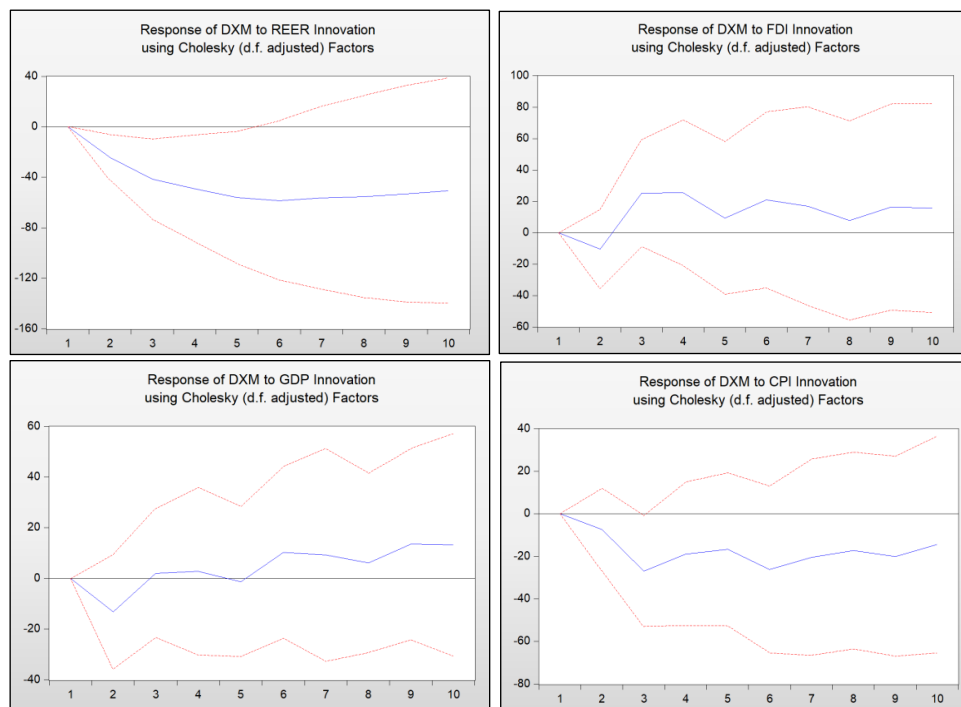 Response of DXM to REER Innovation
using Cholesky (d.f. adjusted) Factors
40
0
-40
-80
-120
-160
1 2 3 4 5 6 7 8 9 10
Response of DXM to FDI Innovation
using Cholesky (d.f. adjusted) Factors
100
80
60
40
20
0
-20
-40
-60
1 2 3 4 5 6 7 8 9 10
Response of DXM to GDP Innovation
using Cholesky (d.f. adjusted) Factors
60
40
20
0
-20
-40
1 2 3 4 5 6 7 8 9 10
Response of DXM to CPI Innovation
using Cholesky (d.f. adjusted) Factors
40
20
0
-20
-40
-60
-80
1 2 3 4 5 6 7 8 9 10